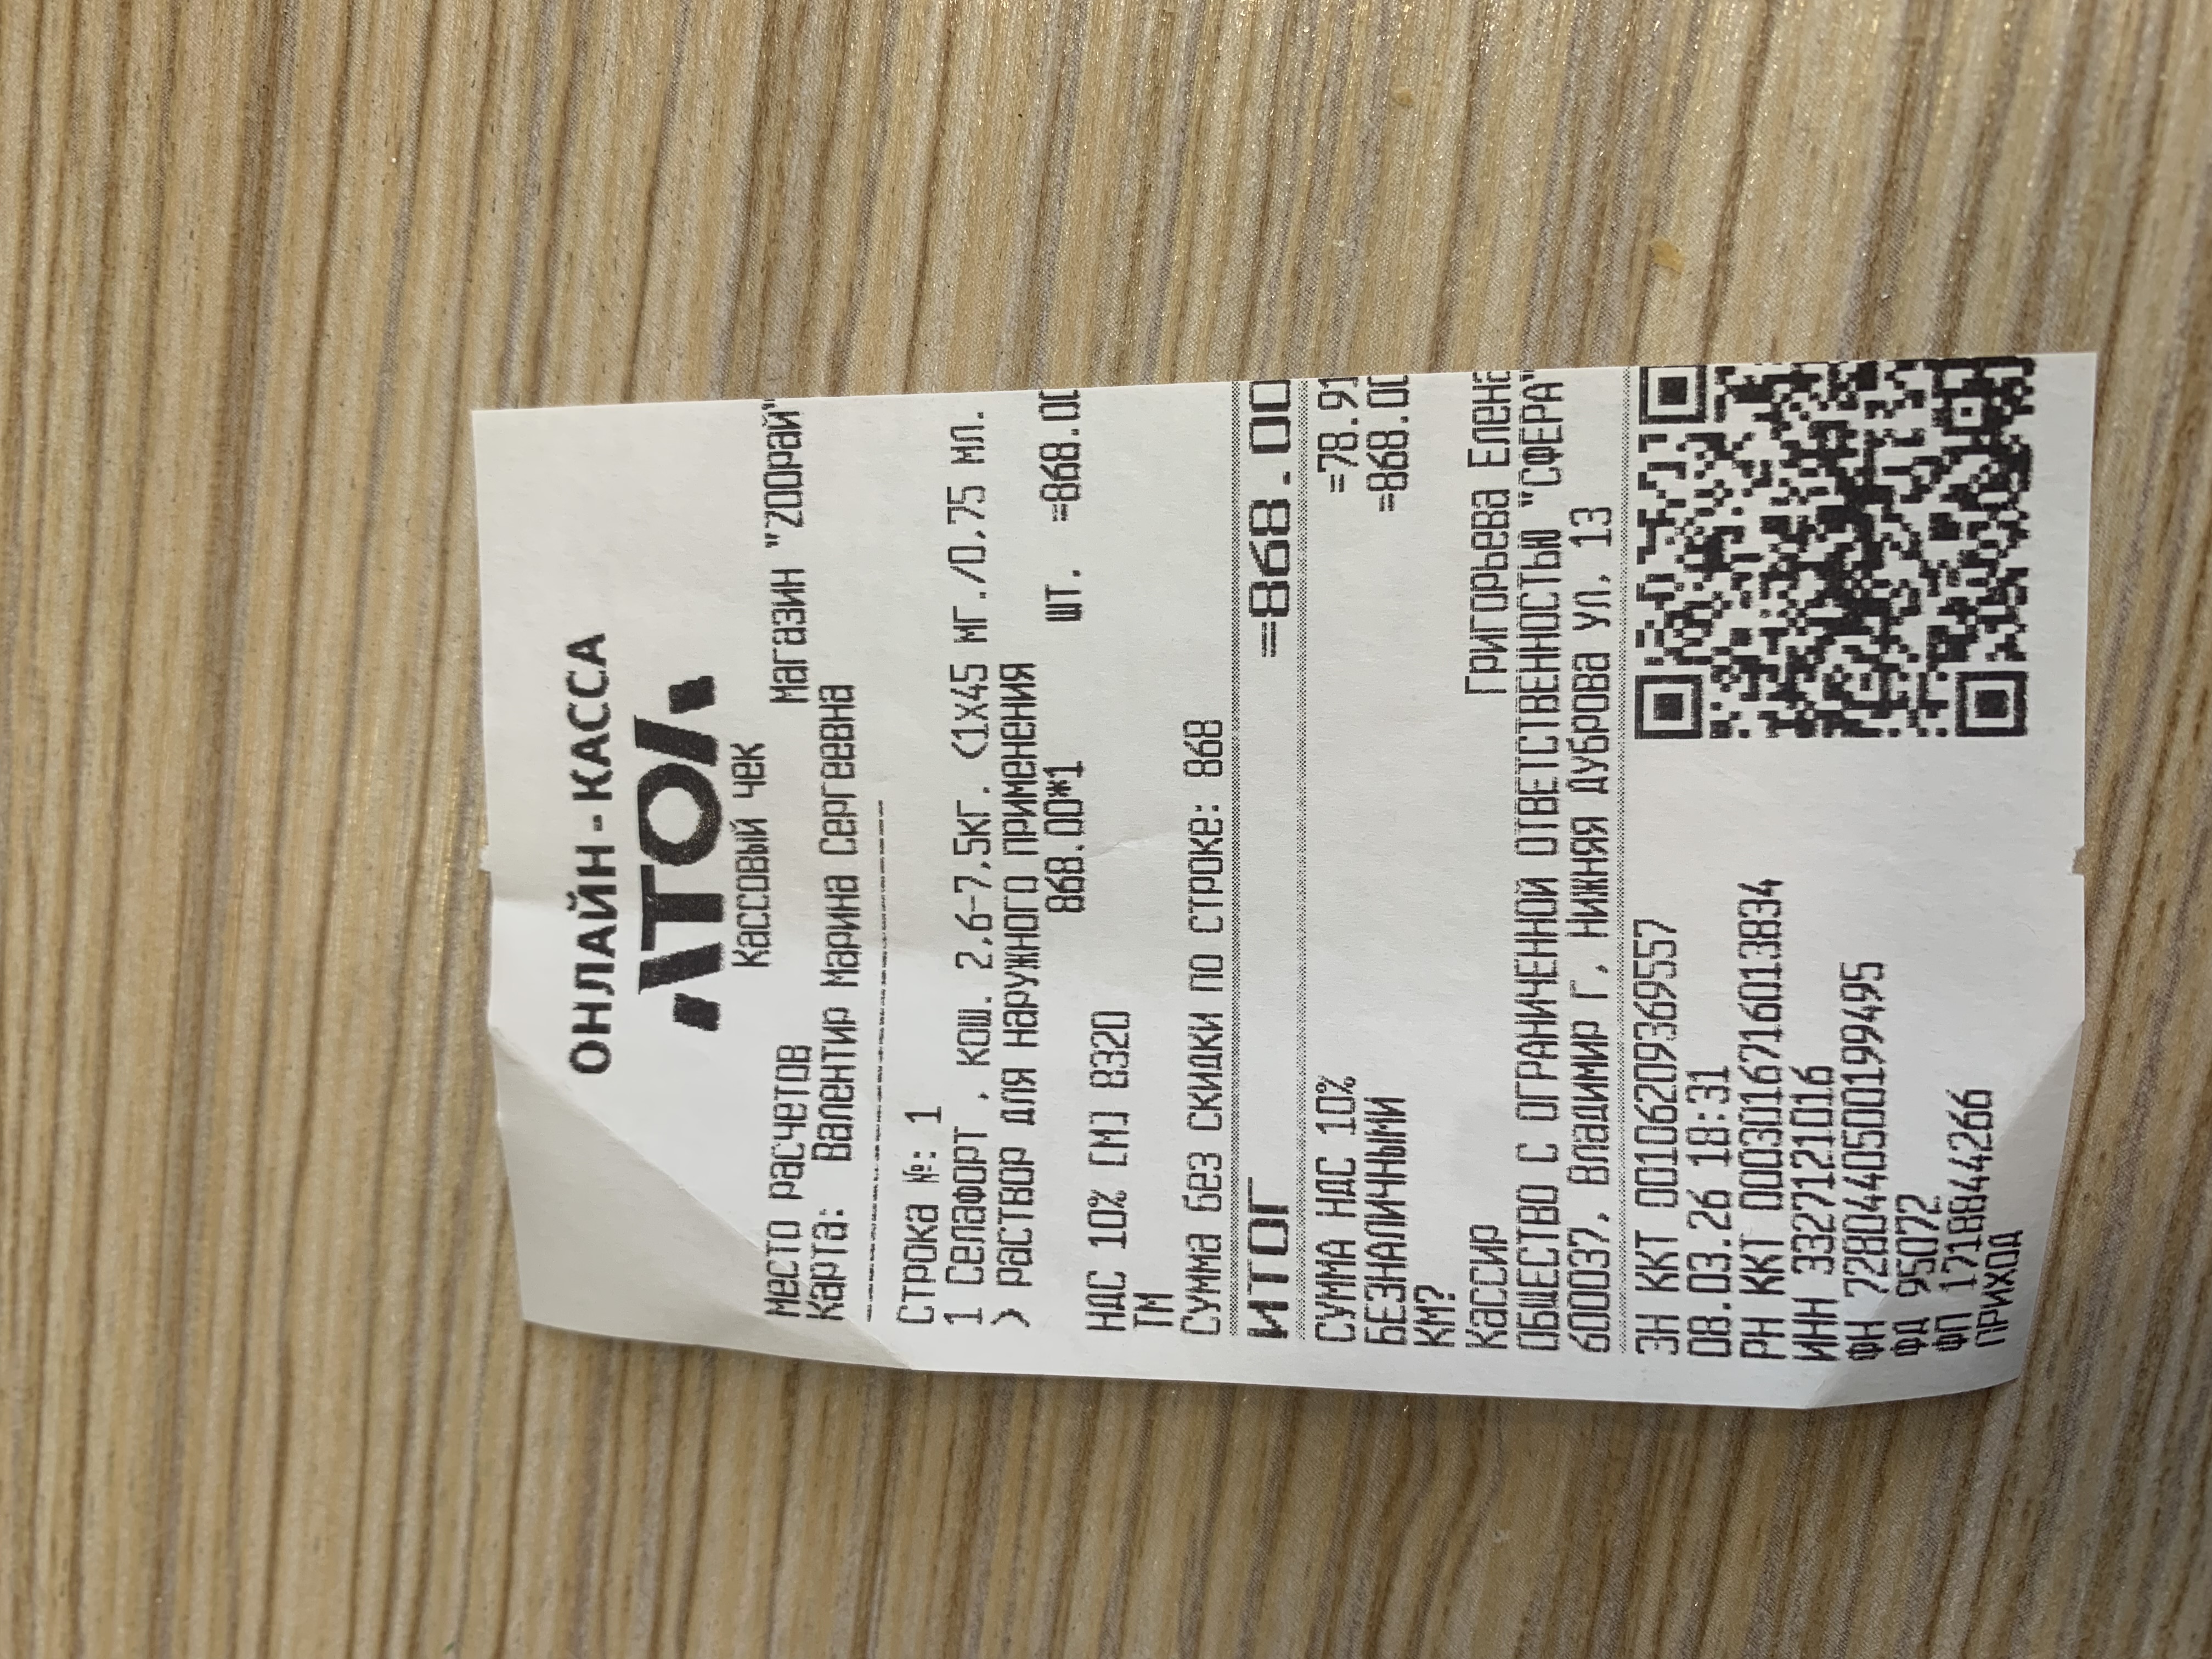 ОНЛАЙН-КАССА
АТОЛ
Кассовый чек
Место расчетов Магазин "ZООРАЙ"
Карта: Валентир Марина Сергеевна
Строка №: 1
1 Селафорт , кош. 2,6-7,5кг. (1х45 мг./0,75 мл.
) раствор для наружного применения
868.00*1 шт. =868.00
НДС 10% [М] 8320
ТМ
Сумма без скидки по строке: 868
ИТОГ =868.00
СУММА НДС 10% =78.91
БЕЗНАЛИЧНЫМИ =868.00
КМ?
Кассир Григорьева Елена
ОБЩЕСТВО С ОГРАНИЧЕННОЙ ОТВЕТСТВЕННОСТЬЮ "СФЕРА"
600037, Владимир г, Нижняя Дуброва ул, 13
ЗН ККТ 00106209369557
08.03.26 18:31
РН ККТ 0003016716013834
ИНН 3327121016
ФН 7280440500199495
ФД 95072
ФП 1718844266
ПРИХОД